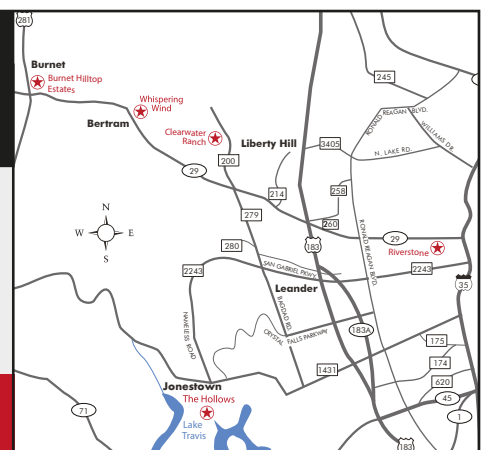 281
Burnet
Burnet Hilltop
Estates
Whispering
Wind
Bertram
Clearwater
Ranch
Liberty Hill
245
RONALD REAGAN BLVD.
WILLIAMS DR.
3405
N. LAKE RD.
200
29
214
258
279
260
N
W
E
S
280
183
29
Riverstone
2243
SAN GABRIEL PKWY.
RONALD REAGAN BLVD.
2243
35
Leander
BAGDAD RD.
NAMELESS ROAD
CRYSTAL FALLS PARKWAY
183A
175
174
1431
620
Jonestown
The Hollows
45
71
1
Lake
Travis
183